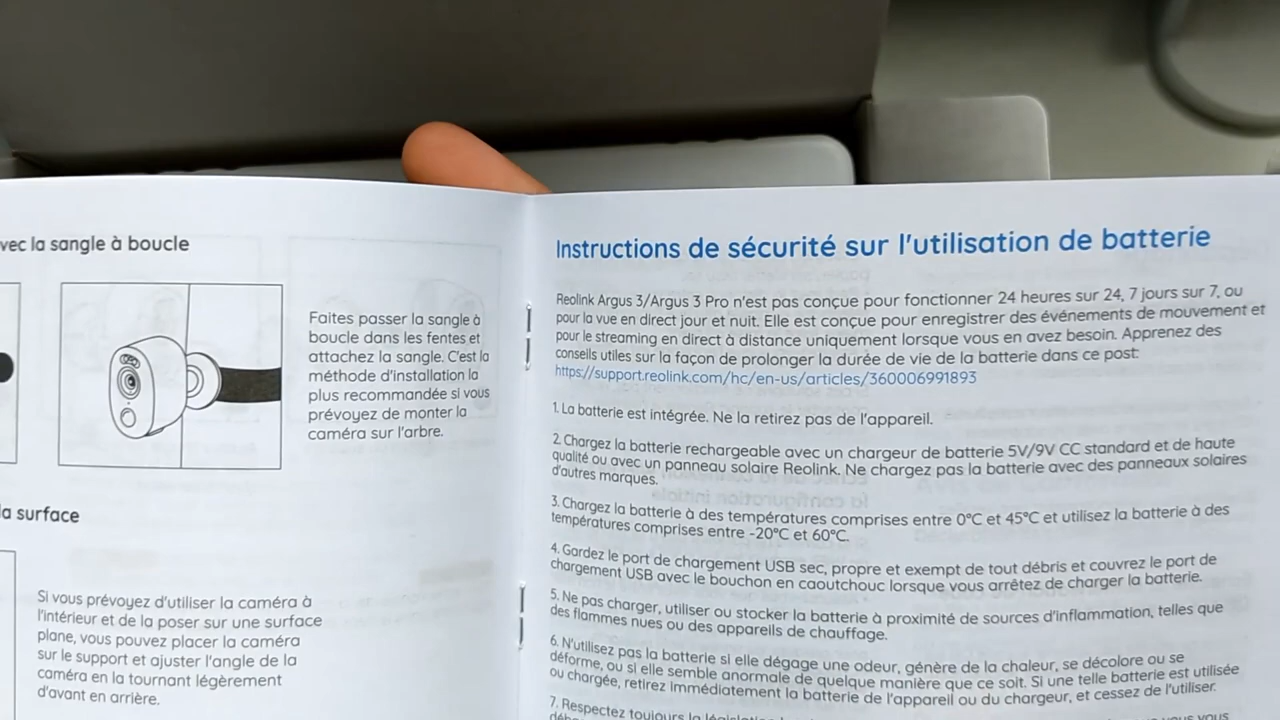 vec la sangle à boucle
Faites passer la sangle à
boucle dans les fentes et
attachez la sangle. C'est la
méthode d'installation la
plus recommandée si vous
prévoyez de monter la
caméra sur l'arbre.
la surface
Si vous prévoyez d'utiliser la caméra à
l'intérieur et de la poser sur une surface
plane, vous pouvez placer la caméra
sur le support et ajuster l'angle de la
caméra en la tournant légèrement
d'avant en arrière.
Instructions de sécurité sur l'utilisation de batterie
Reolink Argus 3/Argus 3 Pro n'est pas conçue pour fonctionner 24 heures sur 24, 7 jours sur 7, ou
pour la vue en direct jour et nuit. Elle est conçue pour enregistrer des événements de mouvement et
pour le streaming en direct à distance uniquement lorsque vous en avez besoin. Apprenez des
conseils utiles sur la façon de prolonger la durée de vie de la batterie dans ce post:
https://support.reolink.com/hc/en-us/articles/360006991893
1. La batterie est intégrée. Ne la retirez pas de l'appareil.
2. Chargez la batterie rechargeable avec un chargeur de batterie 5V/9V CC standard et de haute
qualité ou avec un panneau solaire Reolink. Ne chargez pas la batterie avec des panneaux solaires
d'autres marques.
3. Chargez la batterie à des températures comprises entre 0°C et 45°C et utilisez la batterie à des
températures comprises entre -20°C et 60°C.
4. Gardez le port de chargement USB sec, propre et exempt de tout débris et couvrez le port de
chargement USB avec le bouchon en caoutchouc lorsque vous arrêtez de charger la batterie.
5. Ne pas charger, utiliser ou stocker la batterie à proximité de sources d'inflammation, telles que
des flammes nues ou des appareils de chauffage.
6. N'utilisez pas la batterie si elle dégage une odeur, génère de la chaleur, se décolore ou se
déforme, ou si elle semble anormale de quelque manière que ce soit. Si une telle batterie est utilisée
ou chargée, retirez immédiatement la batterie de l'appareil ou du chargeur, et cessez de l'utiliser.
7. Respectez toujours la